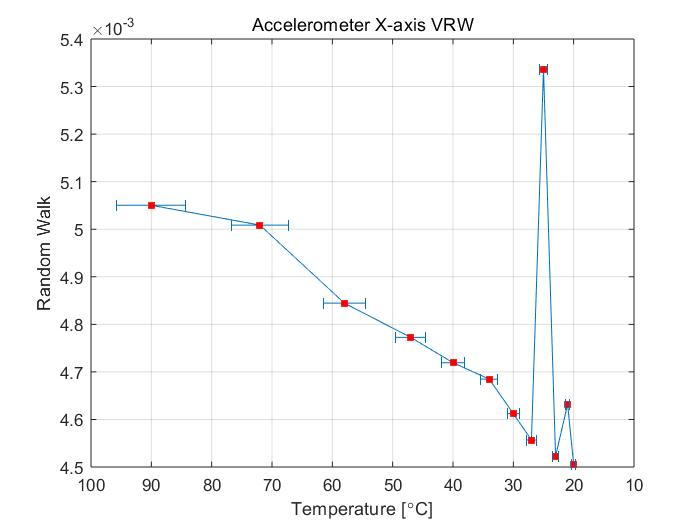 Accelerometer X-axis VRW
×10⁻³
5.4
5.3
5.2
5.1
5
4.9
4.8
4.7
4.6
4.5
Random Walk
100 90 80 70 60 50 40 30 20 10
Temperature [°C]